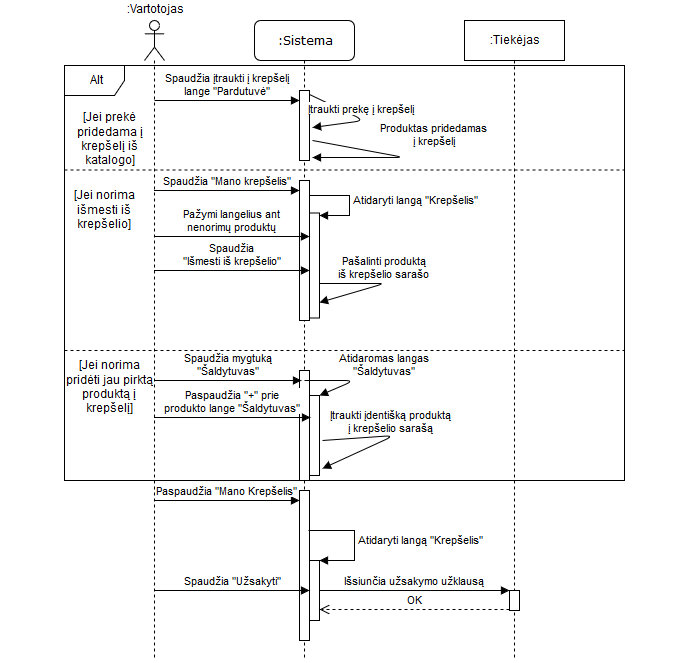 :Vartotojas
:Sistema
:Tiekėjas
Alt
Spaudžia įtraukti į krepšelį
lange "Pardutuvė"
[Jei prekė
pridedama į
krepšelį iš
katalogo]
Įtraukti prekę į krepšelį
Produktas pridedamas
į krepšelį
[Jei norima
išmesti iš
krepšelio]
Spaudžia "Mano krepšelis"
Atidaryti langą "Krepšelis"
Pažymi langelius ant
nenorimų produktų
Spaudžia
"Išmesti iš krepšelio"
Pašalinti produktą
iš krepšelio sarašo
[Jei norima
pridėti jau pirktą
produktą į
krepšelį]
Spaudžia mygtuką
"Šaldytuvas"
Atidaromas langas
"Šaldytuvas"
Paspaudžia "+" prie
produkto lange "Šaldytuvas"
Įtraukti įdentišką produktą
į krepšelio sarašą
Paspaudžia "Mano Krepšelis"
Atidaryti langą "Krepšelis"
Spaudžia "Užsakyti"
Išsiunčia užsakymo užklausą
OK